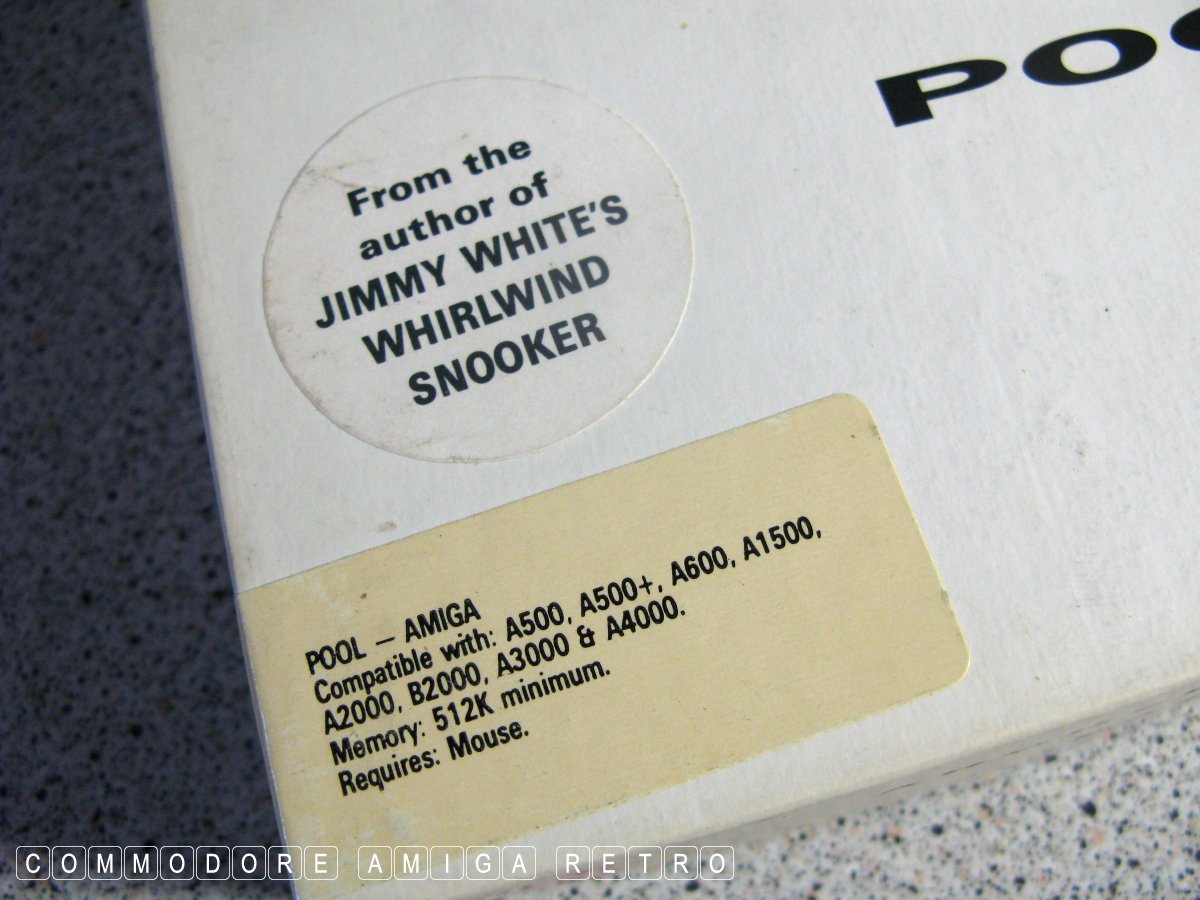 From the
author of
JIMMY WHITE'S
WHIRLWIND
SNOOKER
POOL – AMIGA
Compatible with: A500, A500+, A600, A1500,
A2000, B2000, A3000 & A4000.
Memory: 512K minimum.
Requires: Mouse.
COMMODORE AMIGA RETRO